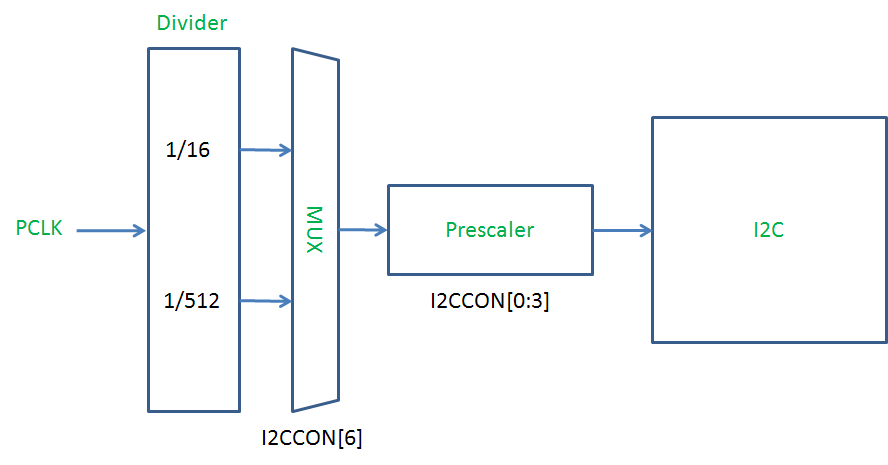 Divider
1/16
PCLK
1/512
MUX
I2CCON[6]
Prescaler
I2CCON[0:3]
I2C